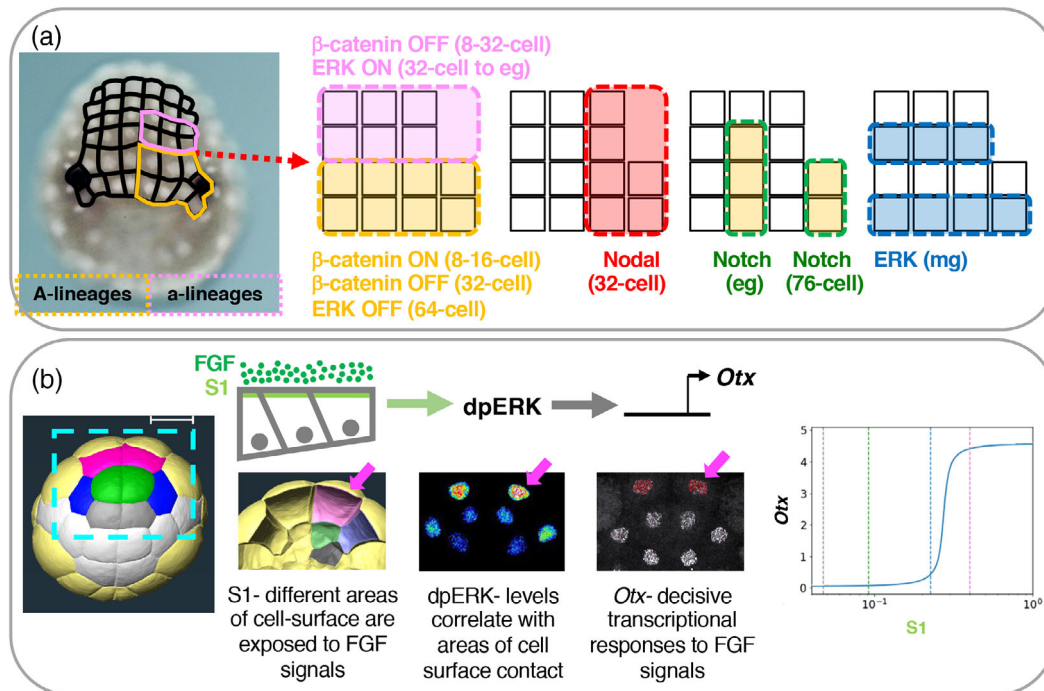 (a)
β-catenin OFF (8-32-cell)
ERK ON (32-cell to eg)
A-lineages
a-lineages
β-catenin ON (8-16-cell)
β-catenin OFF (32-cell)
ERK OFF (64-cell)
Nodal
(32-cell)
Notch
(eg)
Notch
(76-cell)
ERK (mg)
(b)
FGF
S1
dpERK
Otx
S1- different areas
of cell-surface are
exposed to FGF
signals
dpERK- levels
correlate with
areas of cell
surface contact
Otx- decisive
transcriptional
responses to FGF
signals
Otx
5
4
3
2
1
0
10⁻¹
10⁰
S1